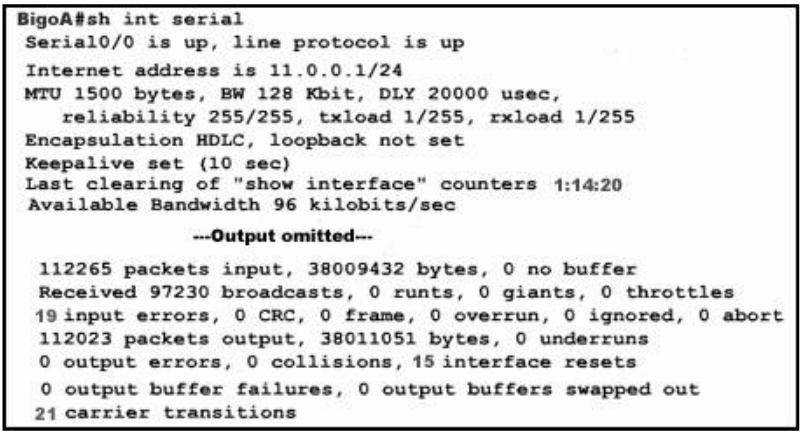 BigoA#sh int serial
Serial0/0 is up, line protocol is up
Internet address is 11.0.0.1/24
MTU 1500 bytes, BW 128 Kbit, DLY 20000 usec,
reliability 255/255, txload 1/255, rxload 1/255
Encapsulation HDLC, loopback not set
Keepalive set (10 sec)
Last clearing of "show interface" counters 1:14:20
Available Bandwidth 96 kilobits/sec
---Output omitted---
112265 packets input, 38009432 bytes, 0 no buffer
Received 97230 broadcasts, 0 runts, 0 giants, 0 throttles
19 input errors, 0 CRC, 0 frame, 0 overrun, 0 ignored, 0 abort
112023 packets output, 38011051 bytes, 0 underruns
0 output errors, 0 collisions, 15 interface resets
0 output buffer failures, 0 output buffers swapped out
21 carrier transitions